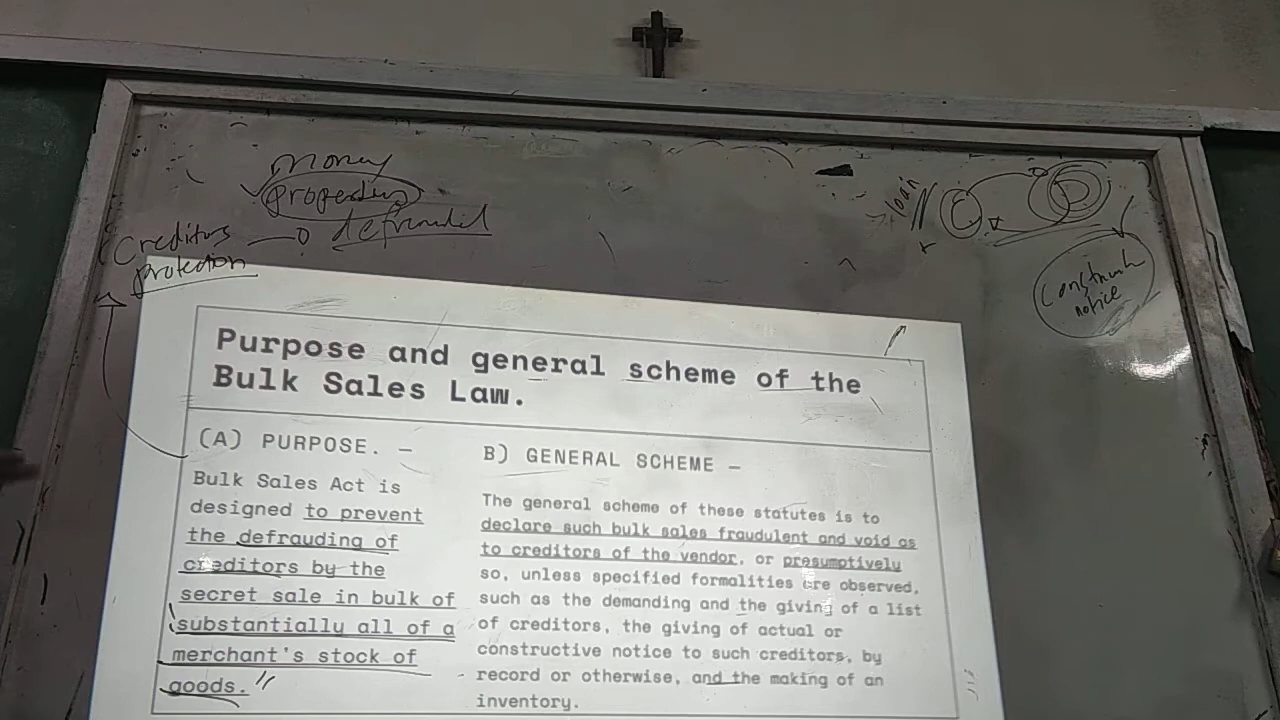 money
property
Creditors defraudel
protection
loan
C
notice
Purpose and general scheme of the
Bulk Sales Law.
(A) PURPOSE. –
Bulk Sales Act is
designed to prevent
the defrauding of
creditors by the
secret sale in bulk of
substantially all of a
merchant's stock of
goods.
B) GENERAL SCHEME –
The general scheme of these statutes is to
declare such bulk sales fraudulent and void as
to creditors of the vendor, or presumptively
so, unless specified formalities are observed,
such as the demanding and the giving of a list
of creditors, the giving of actual or
constructive notice to such creditors, by
record or otherwise, and the making of an
inventory.